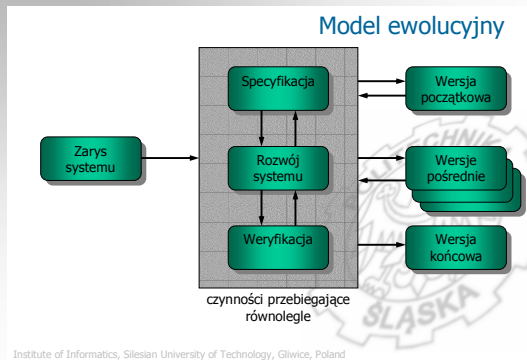 Model ewolucyjny
Specyfikacja
Wersja
początkowa
Zarys
systemu
Rozwój
systemu
Wersje
pośrednie
Weryfikacja
Wersja
końcowa
czynności przebiegające
równolegle
ŚLĄSKA
Institute of Informatics, Silesian University of Technology, Gliwice, Poland